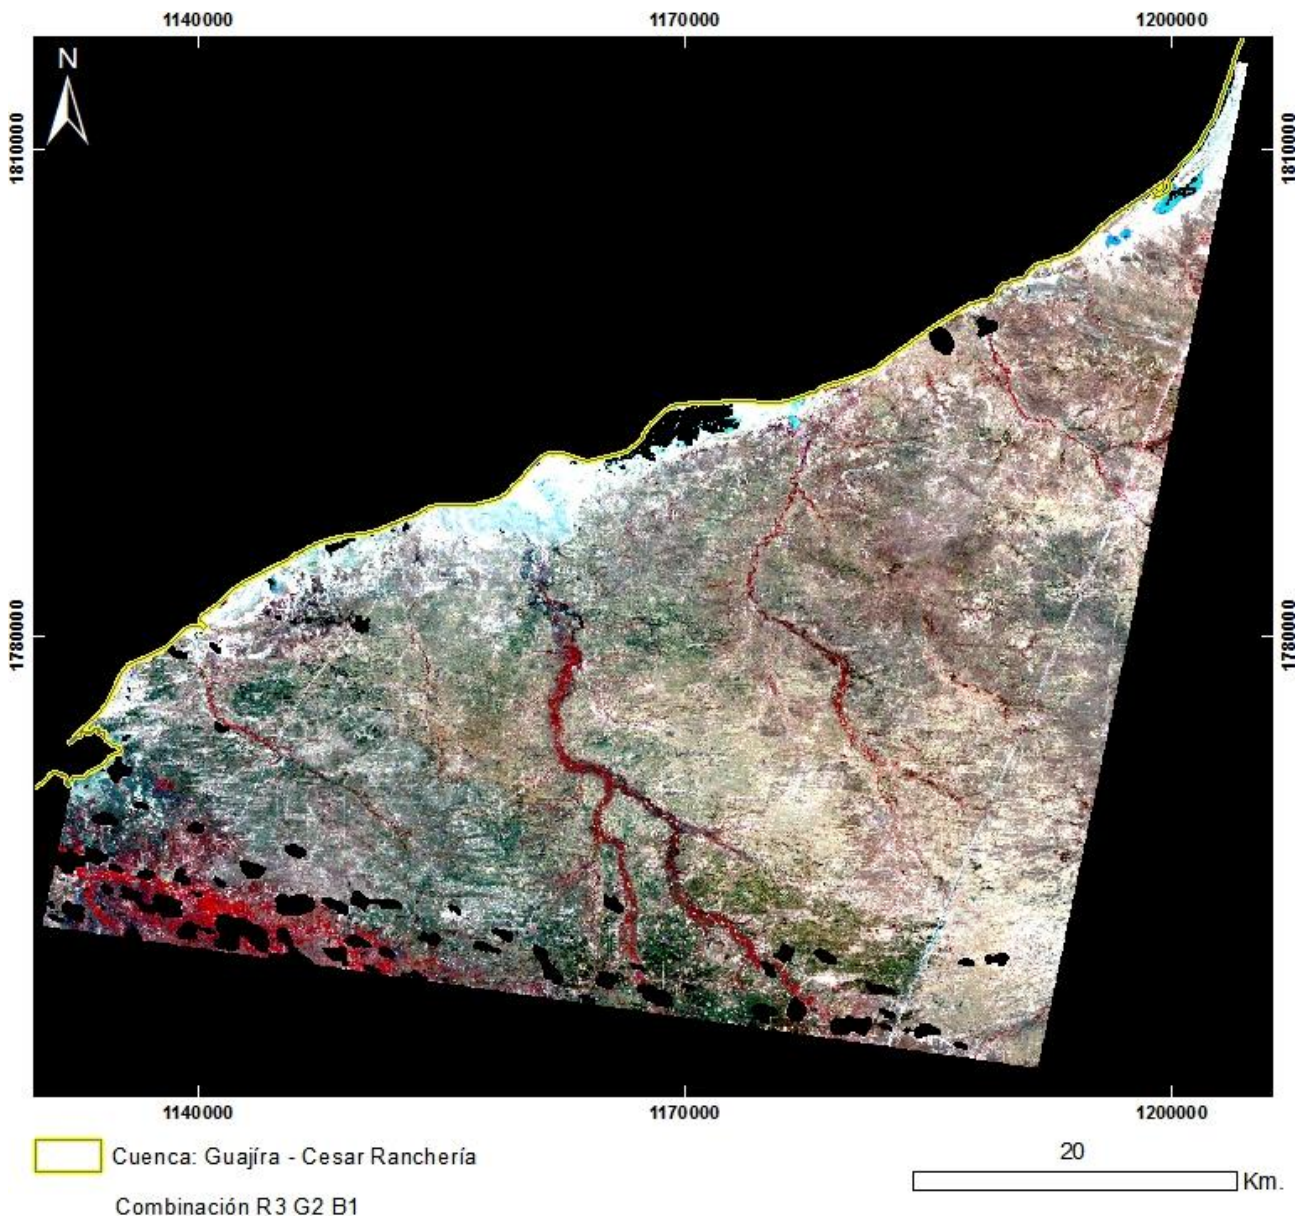 1140000 1170000 1200000
N
1810000 1810000
1780000 1780000
1140000 1170000 1200000
Cuenca: Guajíra - Cesar Ranchería
20
Km.
Combinación R3 G2 B1